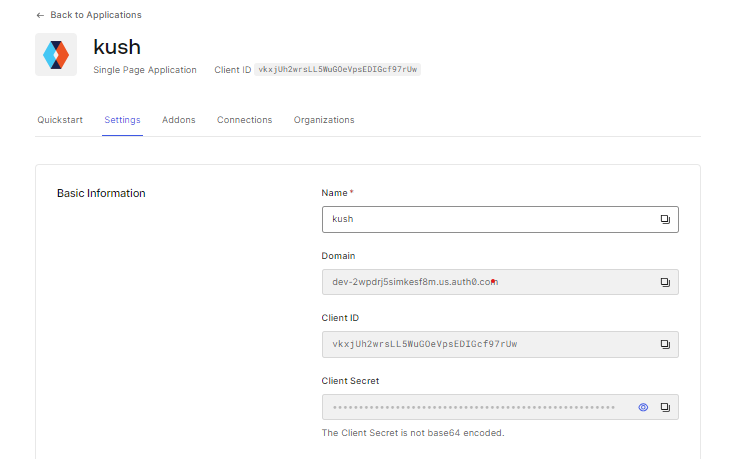 ← Back to Applications
kush
Single Page Application Client ID vkxjUh2wrsLL5WuGOeVpsEDIGcf97rUw
Quickstart Settings Addons Connections Organizations
Basic Information
Name *
kush
Domain
dev-2wpdrj5simkesf8m.us.auth0.com
Client ID
vkxjUh2wrsLL5WuGOeVpsEDIGcf97rUw
Client Secret
The Client Secret is not base64 encoded.